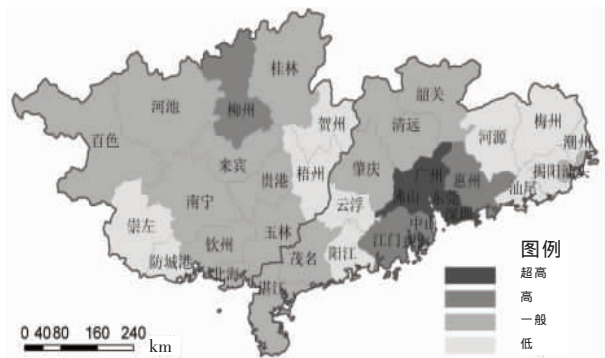 桂林
韶关
河池
柳州
贺州
清远
河源
梅州
潮州
百色
来宾
肇庆
广州
惠州
揭阳
汕头
贵港
梧州
佛山
东莞
汕尾
南宁
云浮
深圳
崇左
中山
玉林
江门
珠海
钦州
茂名
阳江
防城港
北海
湛江
图例
超高
高
一般
低
0 40 80 160 240
km